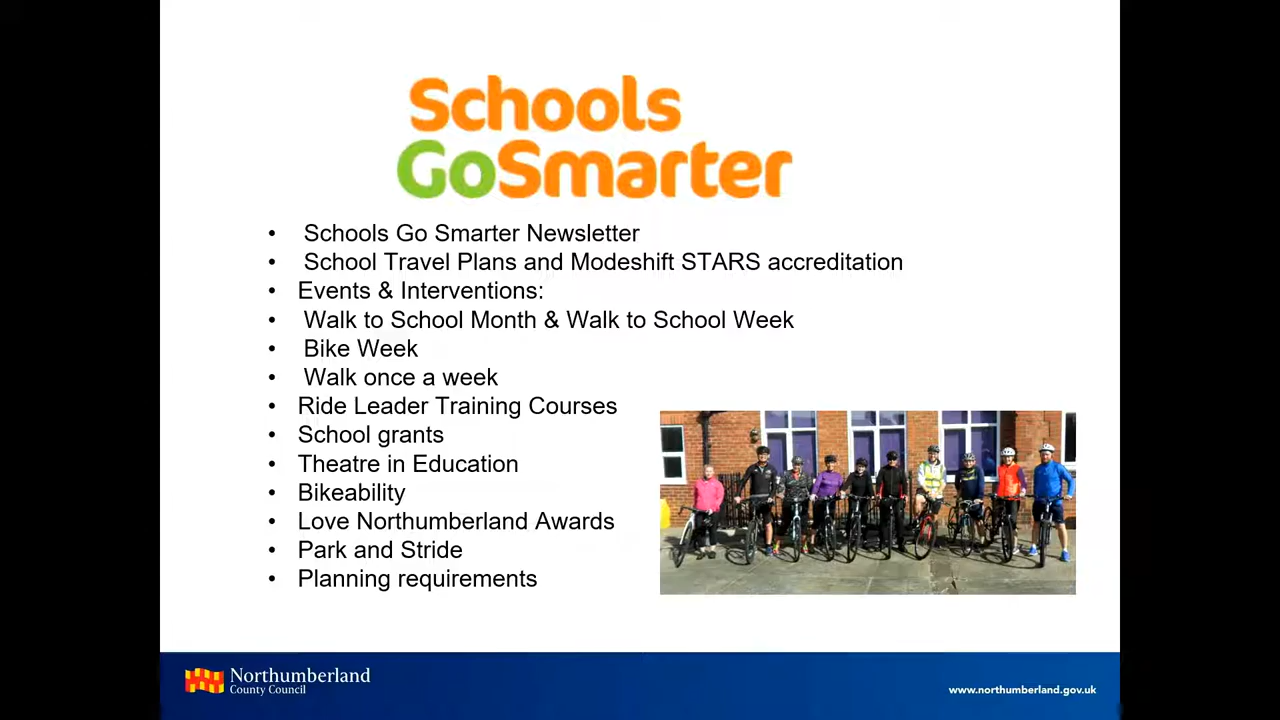 Schools
GoSmarter
• Schools Go Smarter Newsletter
• School Travel Plans and Modeshift STARS accreditation
• Events & Interventions:
• Walk to School Month & Walk to School Week
• Bike Week
• Walk once a week
• Ride Leader Training Courses
• School grants
• Theatre in Education
• Bikeability
• Love Northumberland Awards
• Park and Stride
• Planning requirements
Northumberland
County Council
www.northumberland.gov.uk